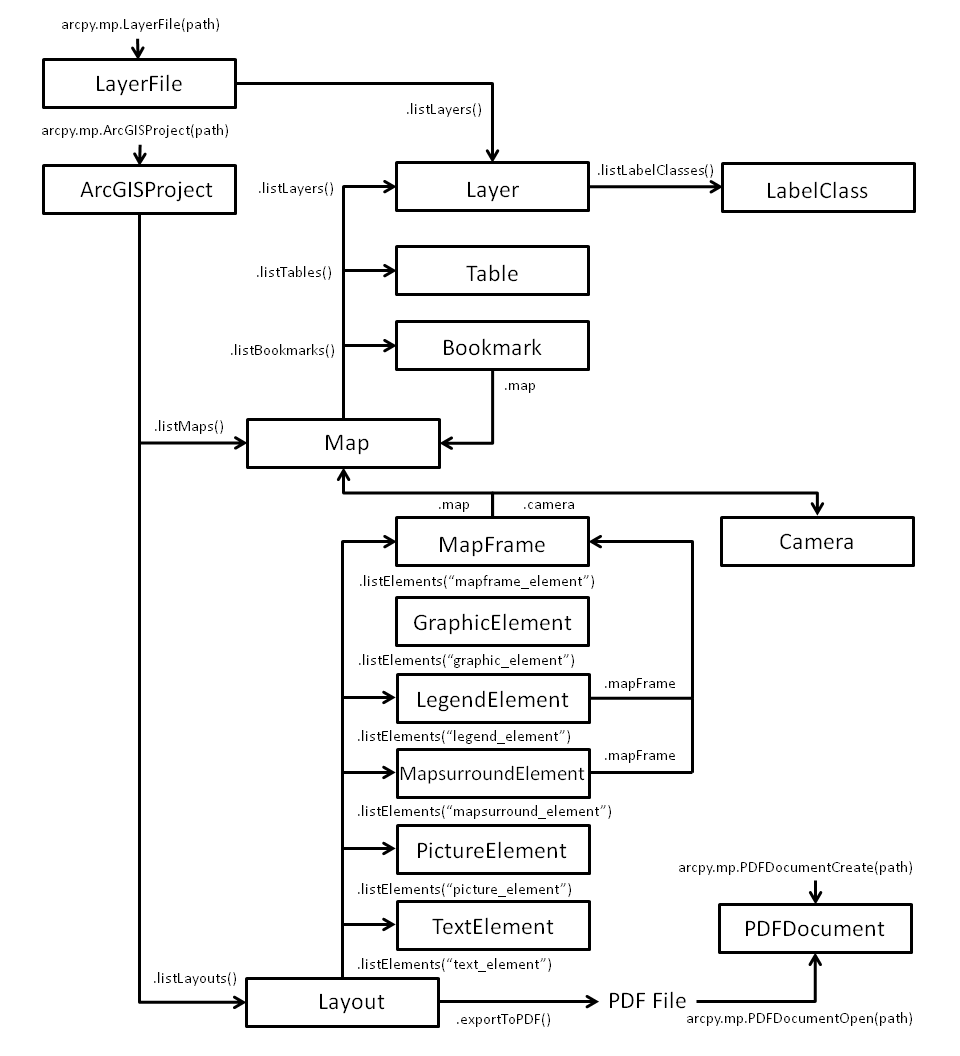 arcpy.mp.LayerFile(path)
LayerFile
.listLayers()
arcpy.mp.ArcGISProject(path)
ArcGISProject
.listLayers()
Layer
.listLabelClasses()
LabelClass
.listTables()
Table
.listBookmarks()
Bookmark
.map
.listMaps()
Map
.map
.camera
MapFrame
Camera
.listElements(“mapframe_element”)
GraphicElement
.listElements(“graphic_element”)
LegendElement
.mapFrame
.listElements(“legend_element”)
MapsurroundElement
.mapFrame
.listElements(“mapsurround_element”)
PictureElement
.listElements(“picture_element”)
TextElement
.listElements(“text_element”)
arcpy.mp.PDFDocumentCreate(path)
PDFDocument
.listLayouts()
Layout
.exportToPDF()
PDF File
arcpy.mp.PDFDocumentOpen(path)